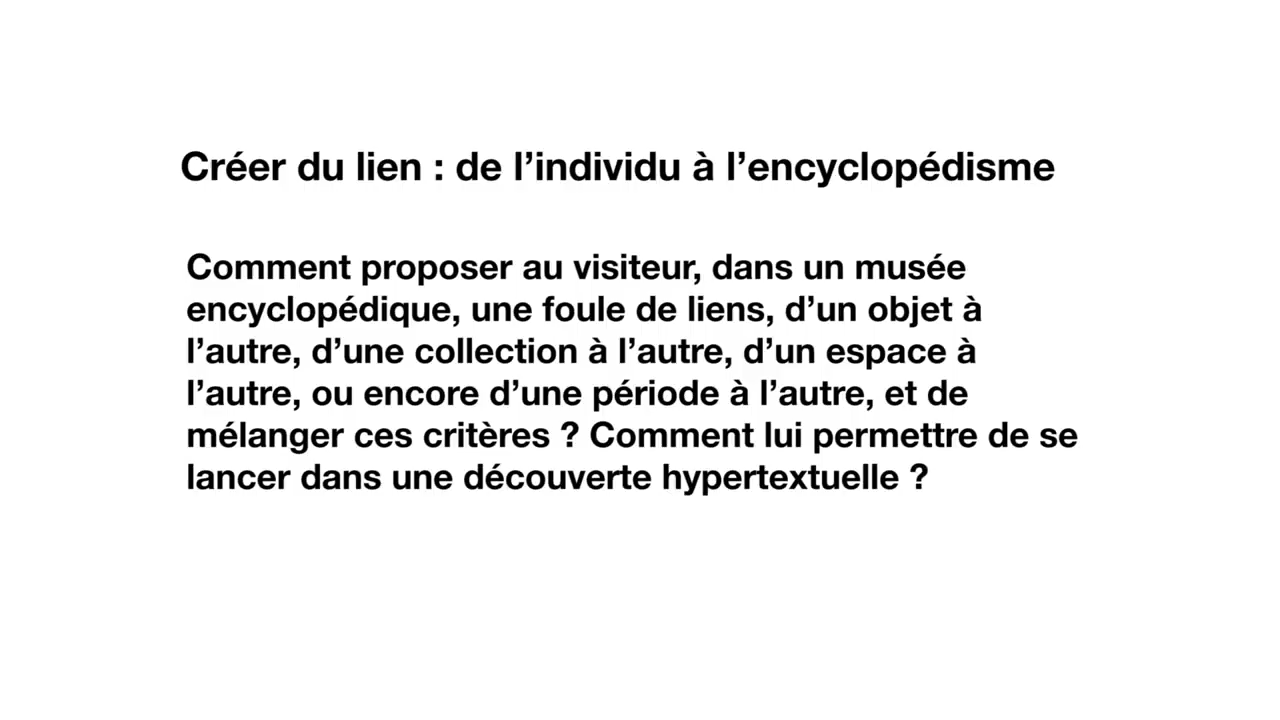 Créer du lien : de l’individu à l’encyclopédisme
Comment proposer au visiteur, dans un musée
encyclopédique, une foule de liens, d’un objet à
l’autre, d’une collection à l’autre, d’un espace à
l’autre, ou encore d’une période à l’autre, et de
mélanger ces critères ? Comment lui permettre de se
lancer dans une découverte hypertextuelle ?